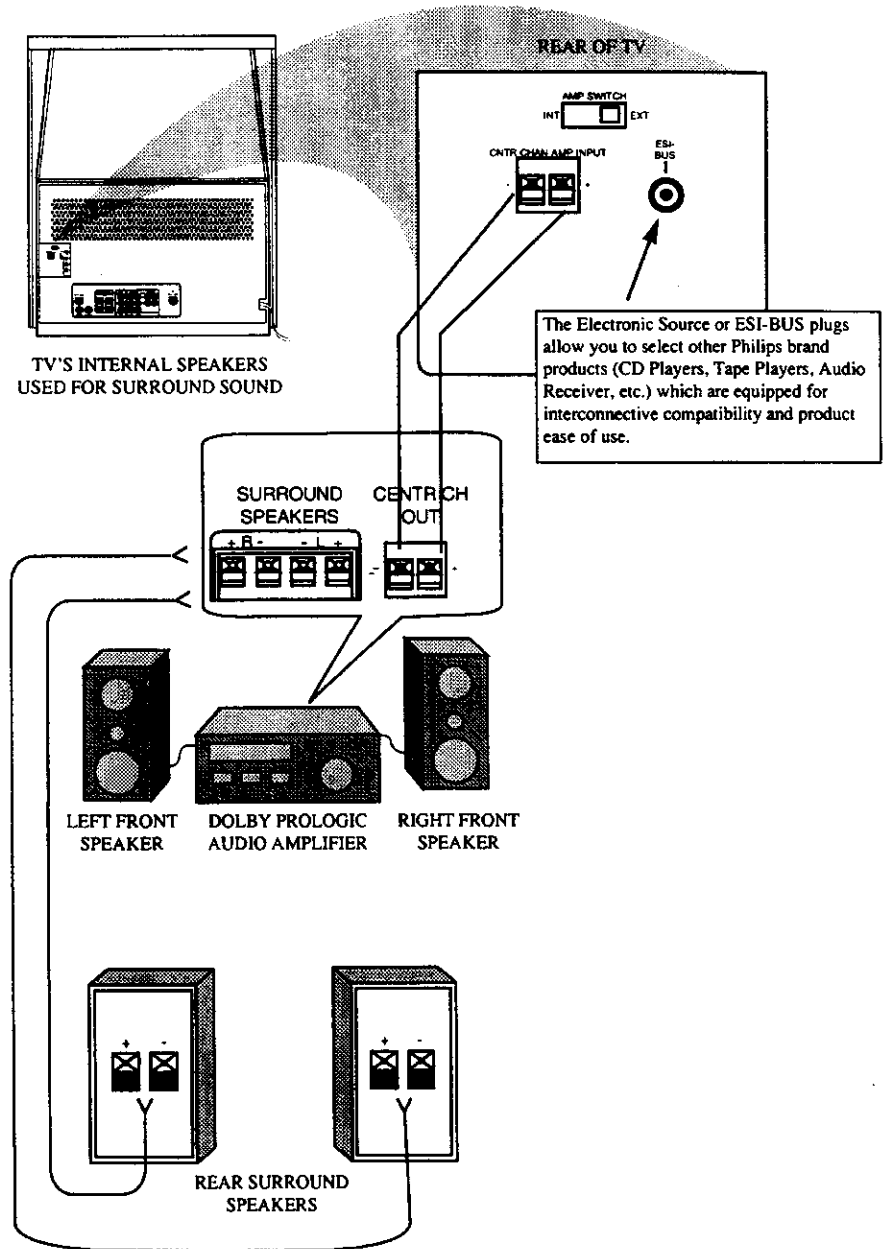 REAR OF TV
AMP SWITCH
INT EXT
CNTR CHAN AMP INPUT
- +
ESI-
BUS
The Electronic Source or ESI-BUS plugs
allow you to select other Philips brand
products (CD Players, Tape Players, Audio
Receiver, etc.) which are equipped for
interconnective compatibility and product
ease of use.
TV'S INTERNAL SPEAKERS
USED FOR SURROUND SOUND
SURROUND
SPEAKERS
+ R - - L +
CENTR CH
OUT
LEFT FRONT
SPEAKER
DOLBY PROLOGIC
AUDIO AMPLIFIER
RIGHT FRONT
SPEAKER
+ -
+ -
REAR SURROUND
SPEAKERS